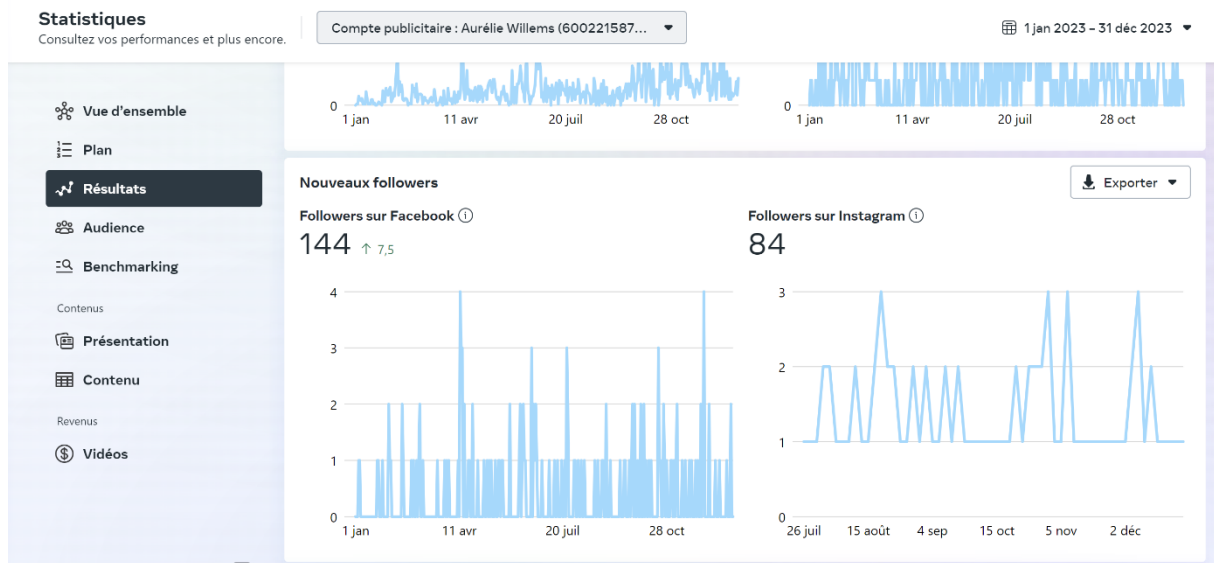 Statistiques
Consultez vos performances et plus encore.
Compte publicitaire : Aurélie Willems (600221587...
1 jan 2023 – 31 déc 2023
Vue d'ensemble
Plan
Résultats
Audience
Benchmarking
Contenus
Présentation
Contenu
Revenus
Vidéos
0
1 jan 11 avr 20 juil 28 oct
0
1 jan 11 avr 20 juil 28 oct
Nouveaux followers
Exporter
Followers sur Facebook
144 ↑ 7,5
4
3
2
1
0
1 jan 11 avr 20 juil 28 oct
Followers sur Instagram
84
3
2
1
0
26 juil 15 août 4 sep 15 oct 5 nov 2 déc